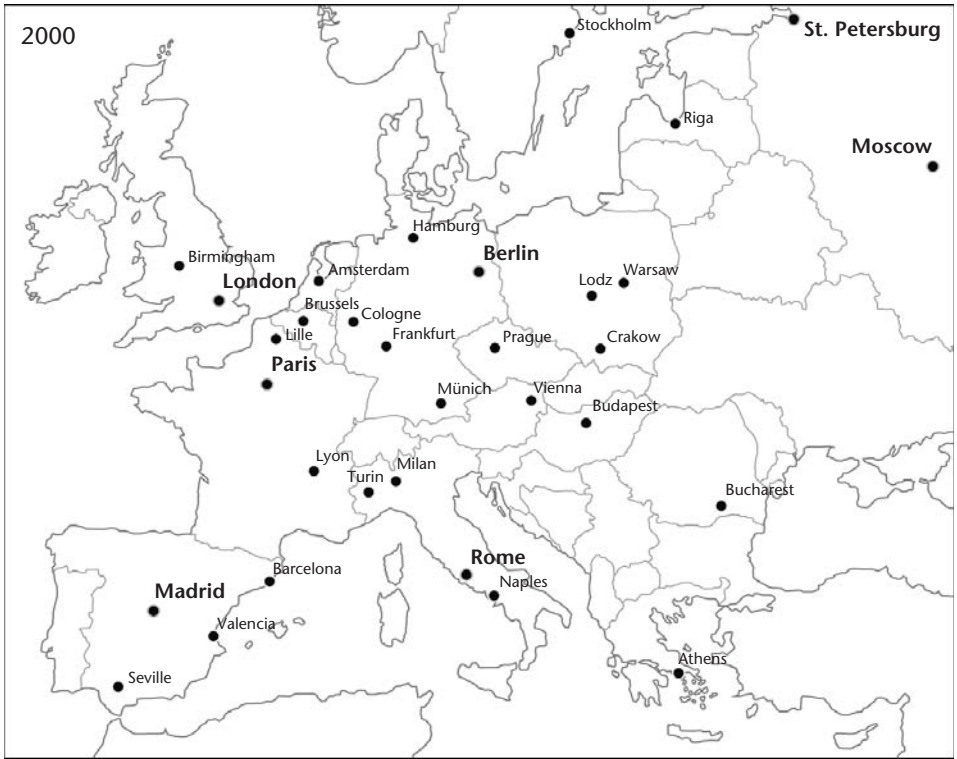 2000
Stockholm
St. Petersburg
Riga
Moscow
Hamburg
Birmingham
Berlin
London
Amsterdam
Warsaw
Lodz
Brussels
Cologne
Lille
Frankfurt
Prague
Crakow
Paris
Münich
Vienna
Budapest
Lyon
Milan
Turin
Bucharest
Rome
Barcelona
Naples
Madrid
Valencia
Athens
Seville